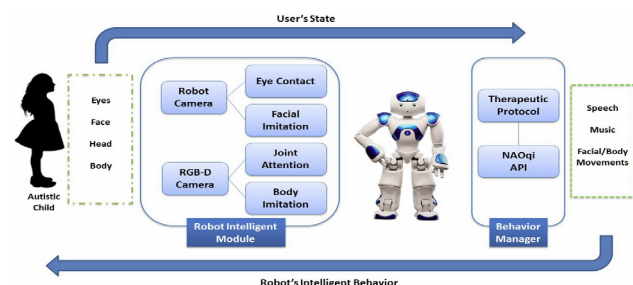 User's State
Eyes
Face
Head
Body
Autistic
Child
Robot
Camera
Eye Contact
Facial
Imitation
RGB-D
Camera
Joint
Attention
Body
Imitation
Robot Intelligent
Module
Therapeutic
Protocol
NAOqi
API
Behavior
Manager
Speech
Music
Facial/Body
Movements
Robot's Intelligent Behavior